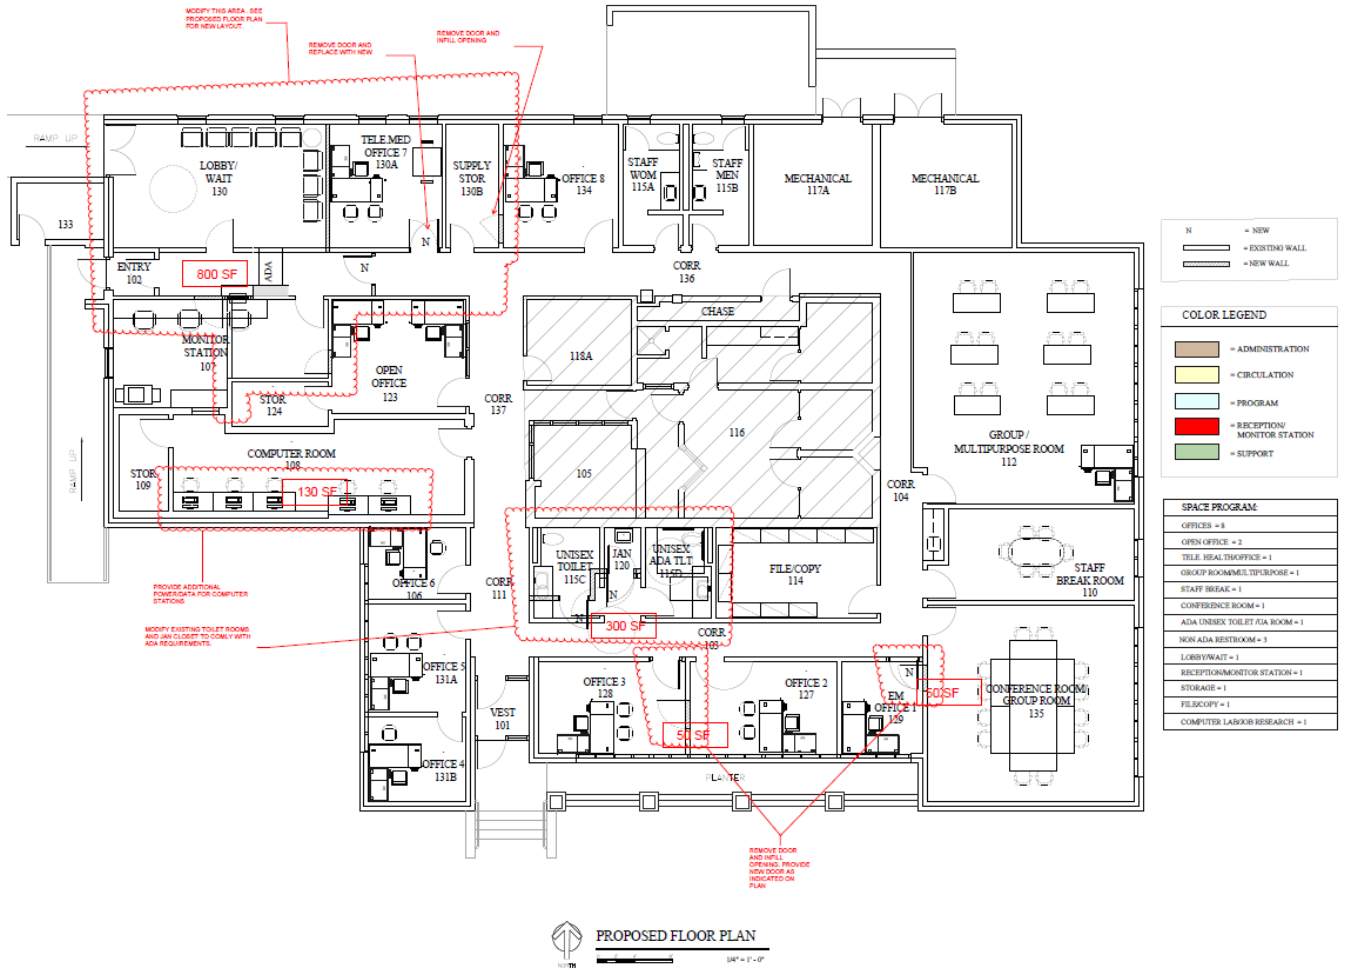 MODIFY THIS AREA. SEE
PROPOSED FLOOR PLAN
FOR NEW LAYOUT.
REMOVE DOOR AND
REPLACE WITH NEW
REMOVE DOOR AND
INFILL OPENING
RAMP UP
LOBBY/
WAIT
130
TELE.MED
OFFICE 7
130A
SUPPLY
STOR
130B
OFFICE 8
134
STAFF
WOM
115A
STAFF
MEN
115B
MECHANICAL
117A
MECHANICAL
117B
133
N
ENTRY
102
800 SF
ADA
N
CORR
136
CHASE
MONITOR
STATION
107
118A
OPEN
OFFICE
123
STOR
124
CORR
137
116
GROUP /
MULTIPURPOSE ROOM
112
COMPUTER ROOM
108
STOR
109
130 SF
105
CORR
104
RAMP UP
PROVIDE ADDITIONAL
POWER/DATA FOR COMPUTER
STATIONS
MODIFY EXISTING TOILET ROOMS
AND JAN CLOSET TO COMLY WITH
ADA REQUIREMENTS.
OFFICE 6
106
CORR
111
UNISEX
TOILET
115C
JAN
120
UNISEX
ADA TLT
115D
N
N
FILE/COPY
114
STAFF
BREAK ROOM
110
300 SF
CORR
103
OFFICE 5
131A
OFFICE 4
131B
VEST
101
OFFICE 3
128
50 SF
OFFICE 2
127
N
EM
OFFICE 1
129
50 SF
CONFERENCE ROOM/
GROUP ROOM
135
PLANTER
REMOVE DOOR
AND INFILL
OPENING. PROVIDE
NEW DOOR AS
INDICATED ON
PLAN
N = NEW
= EXISTING WALL
= NEW WALL
COLOR LEGEND
= ADMINISTRATION
= CIRCULATION
= PROGRAM
= RECEPTION/
MONITOR STATION
= SUPPORT
SPACE PROGRAM:
OFFICES = 8
OPEN OFFICE = 2
TELE. HEALTH/OFFICE = 1
GROUP ROOM/MULTIPURPOSE = 1
STAFF BREAK = 1
CONFERENCE ROOM = 1
ADA UNISEX TOILET /UA ROOM = 1
NON ADA RESTROOM = 3
LOBBY/WAIT = 1
RECEPTION/MONITOR STATION = 1
STORAGE = 1
FILE/COPY = 1
COMPUTER LAB/JOB RESEARCH = 1
NORTH
PROPOSED FLOOR PLAN
1/4" = 1' - 0"